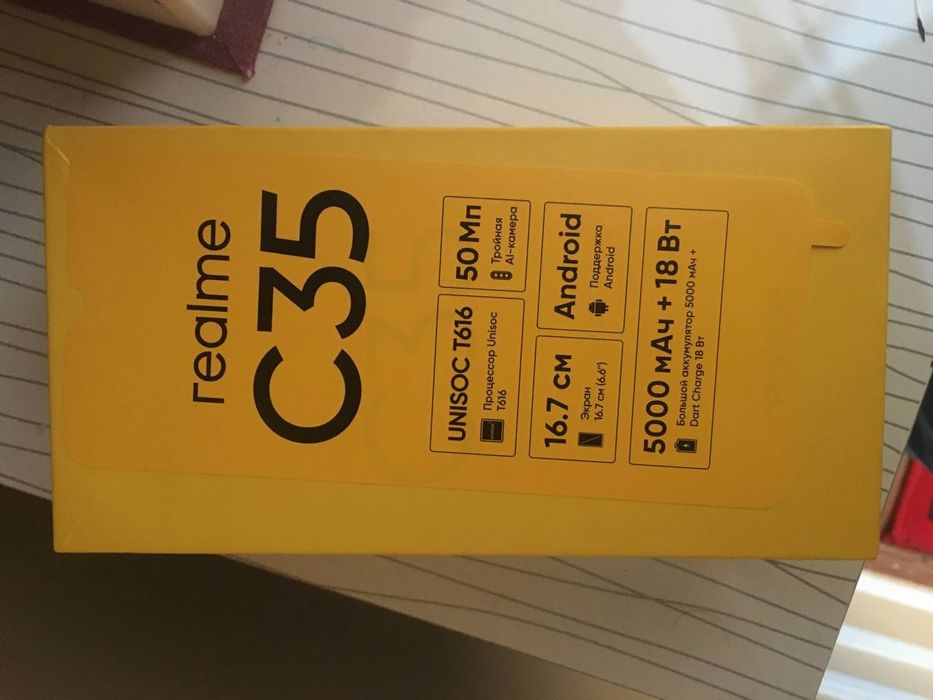 realme
C35
UNISOC T616
Процессор Unisoc
T616
50 Мп
Тройная
AI-камера
16.7 см
Экран
16.7 см (6.6")
Android
Поддержка
Android
5000 мАч + 18 Вт
Большой аккумулятор 5000 мАч +
Dart Charge 18 Вт